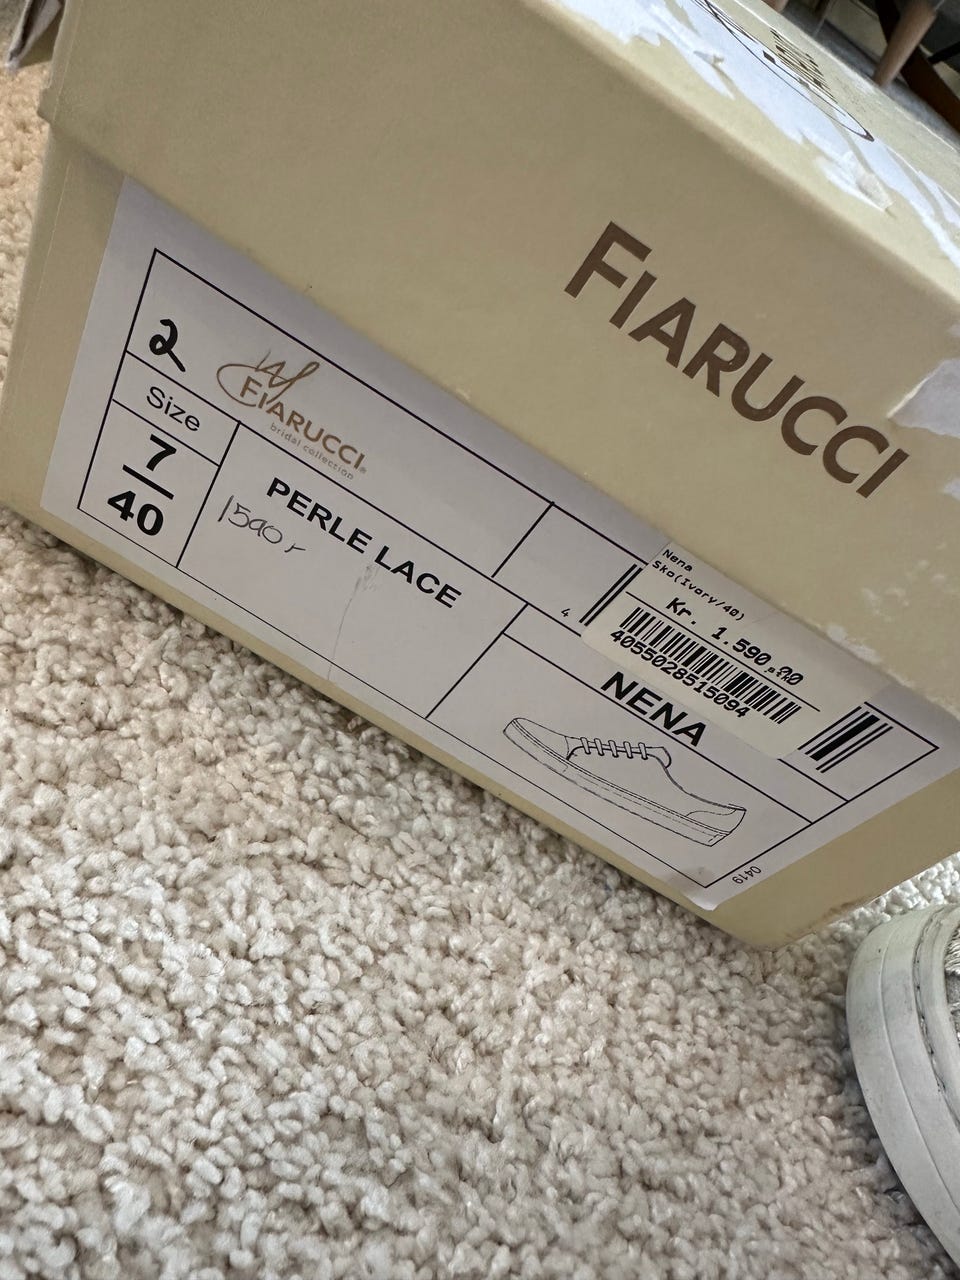 FIARUCCI
2
FIARUCCI®
bridal collection
Size
7
40
PERLE LACE
1590,-
4
Nena
Sko(Ivory/40)
Kr. 1.590,00
4055028515094
NENA
0419